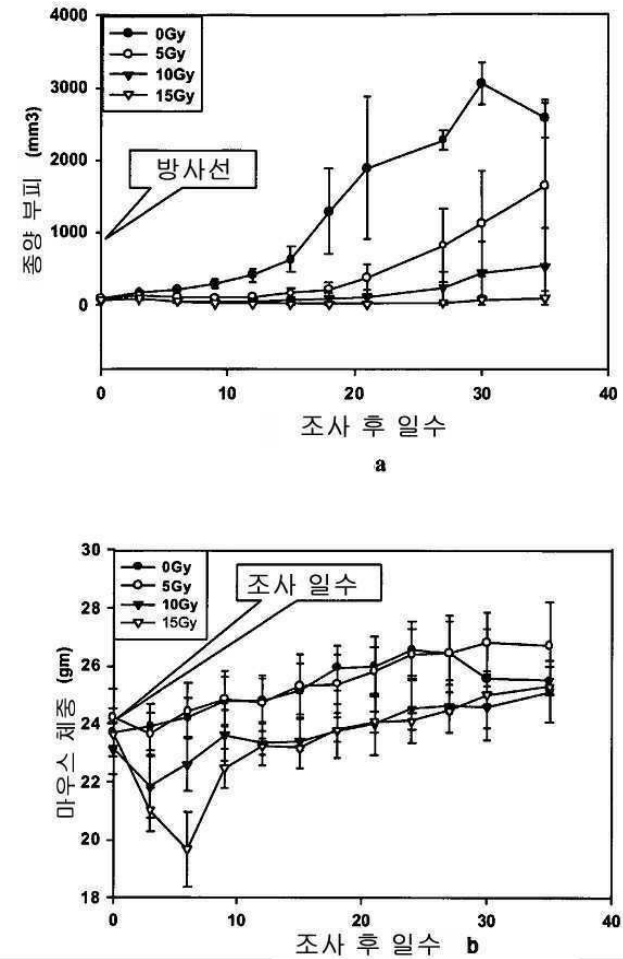 4000
3000
2000
1000
0
0Gy
5Gy
10Gy
15Gy
방사선
종양 부피 (mm3)
0 10 20 30 40
조사 후 일수
a
30
28
26
24
22
20
18
0Gy
5Gy
10Gy
15Gy
조사 일수
마우스 체중 (gm)
0 10 20 30 40
조사 후 일수 b